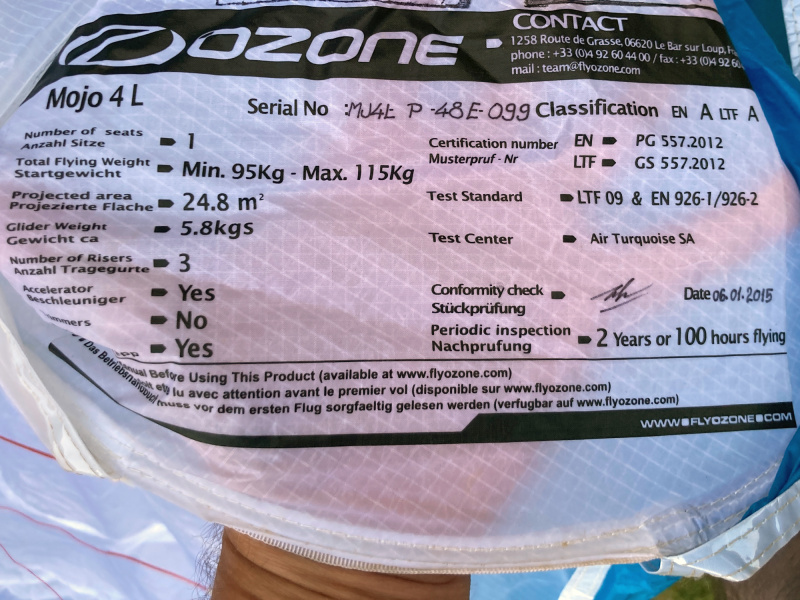 OZONE
CONTACT
1258 Route de Grasse, 06620 Le Bar sur Loup,
phone : +33 (0)4 92 60 44 00 / fax : +33 (0)4 92 60
mail : team@flyozone.com
Mojo 4 L
Serial No :MJ4L P -48E-099 Classification EN A LTF A
Number of seats
Anzahl Sitze
1
Total Flying Weight
Startgewicht
Min. 95Kg - Max. 115Kg
Projected area
Projezierte Flache
24.8 m²
Glider Weight
Gewicht ca
5.8kgs
Number of Risers
Anzahl Tragegurte
3
Accelerator
Beschleuniger
Yes
No
Yes
Certification number
Musterpruf - Nr
EN PG 557.2012
LTF GS 557.2012
Test Standard LTF 09 & EN 926-1/926-2
Test Center Air Turquoise SA
Conformity check
Stückprüfung
Date 06.01.2015
Periodic inspection
Nachprufung
2 Years or 100 hours flying
Before Using This Product (available at www.flyozone.com)
lu avec attention avant le premier vol (disponible sur www.flyozone.com)
Das
muss vor dem ersten Flug sorgfaeltig gelesen werden (verfugbar auf www.flyozone.com)
WWW.FLYOZONE.COM